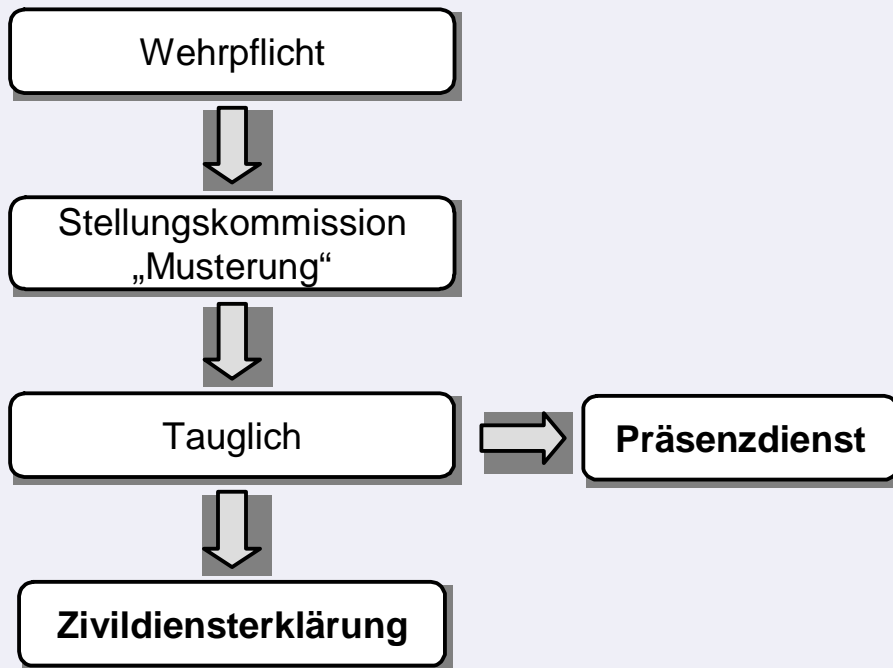 Wehrpflicht
Stellungskommission
„Musterung“
Tauglich
Präsenzdienst
Zivildiensterklärung